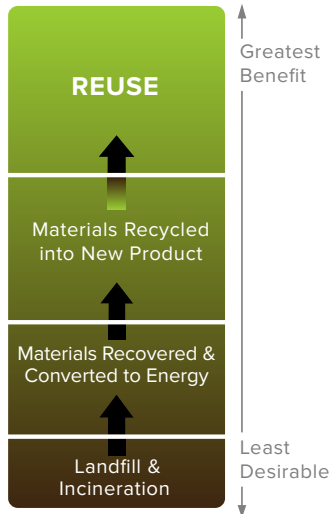 REUSE
Greatest
Benefit
Materials Recycled
into New Product
Materials Recovered &
Converted to Energy
Landfill &
Incineration
Least
Desirable